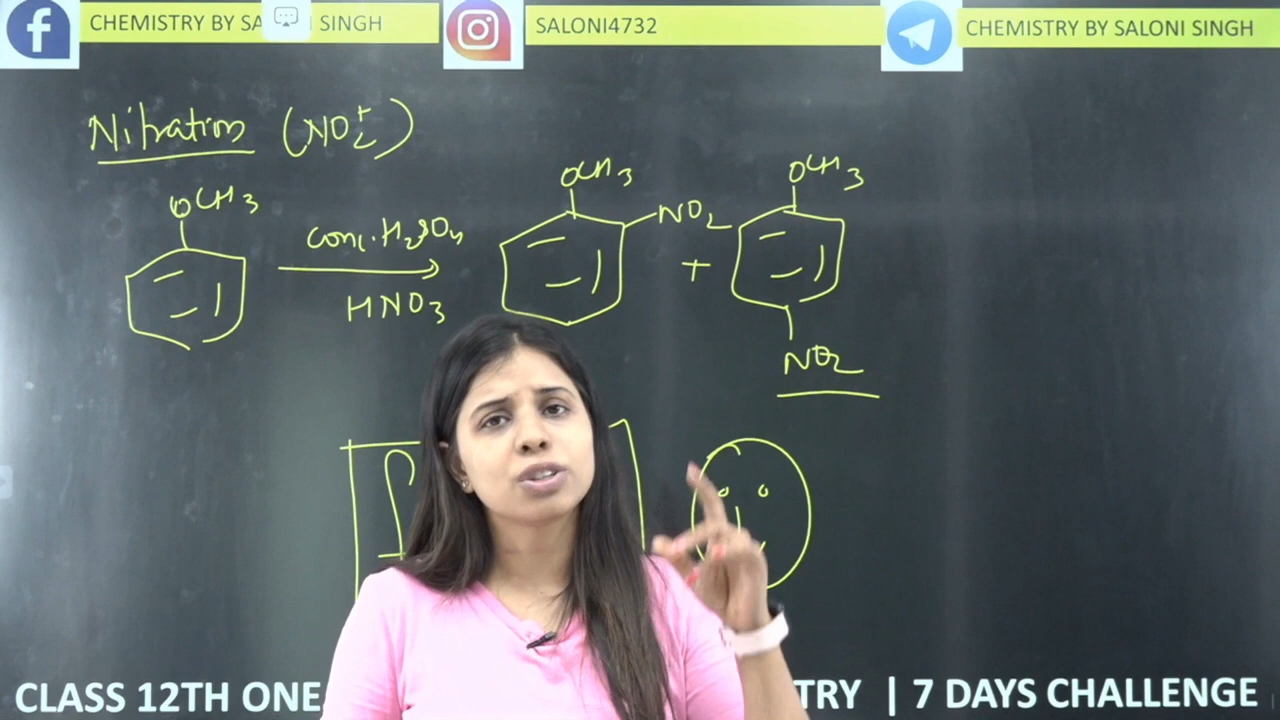 CHEMISTRY BY SA SINGH
SALONI4732
CHEMISTRY BY SALONI SINGH
Nitration (NO2+)
OCH3
conc. H2SO4
HNO3
OCH3
NO2
+
OCH3
NO2
CLASS 12TH ONE TRY | 7 DAYS CHALLENGE